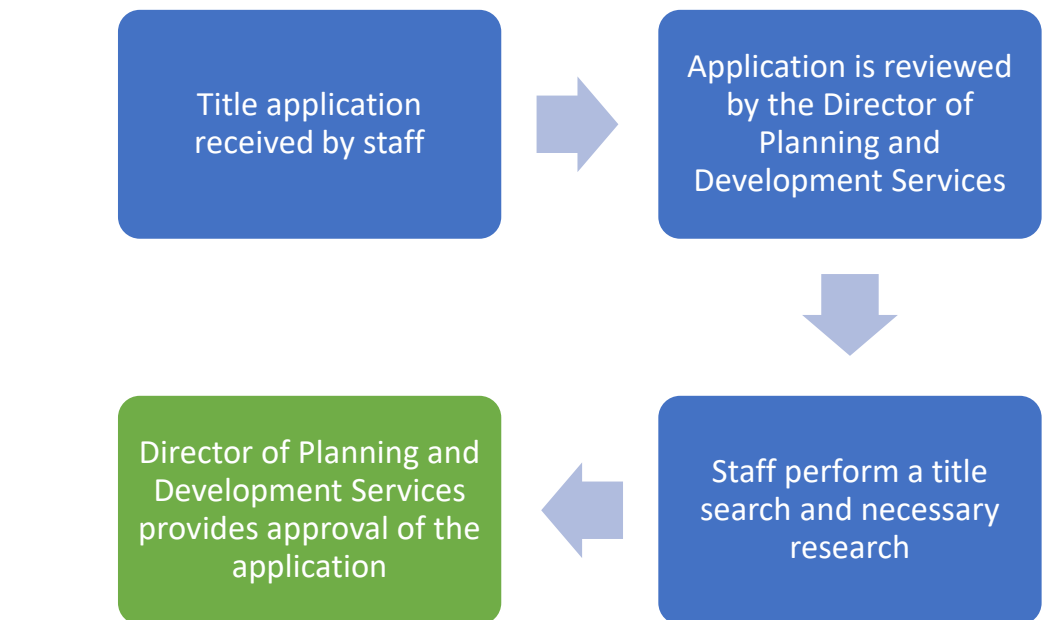 Title application
received by staff
Application is reviewed
by the Director of
Planning and
Development Services
Staff perform a title
search and necessary
research
Director of Planning and
Development Services
provides approval of the
application